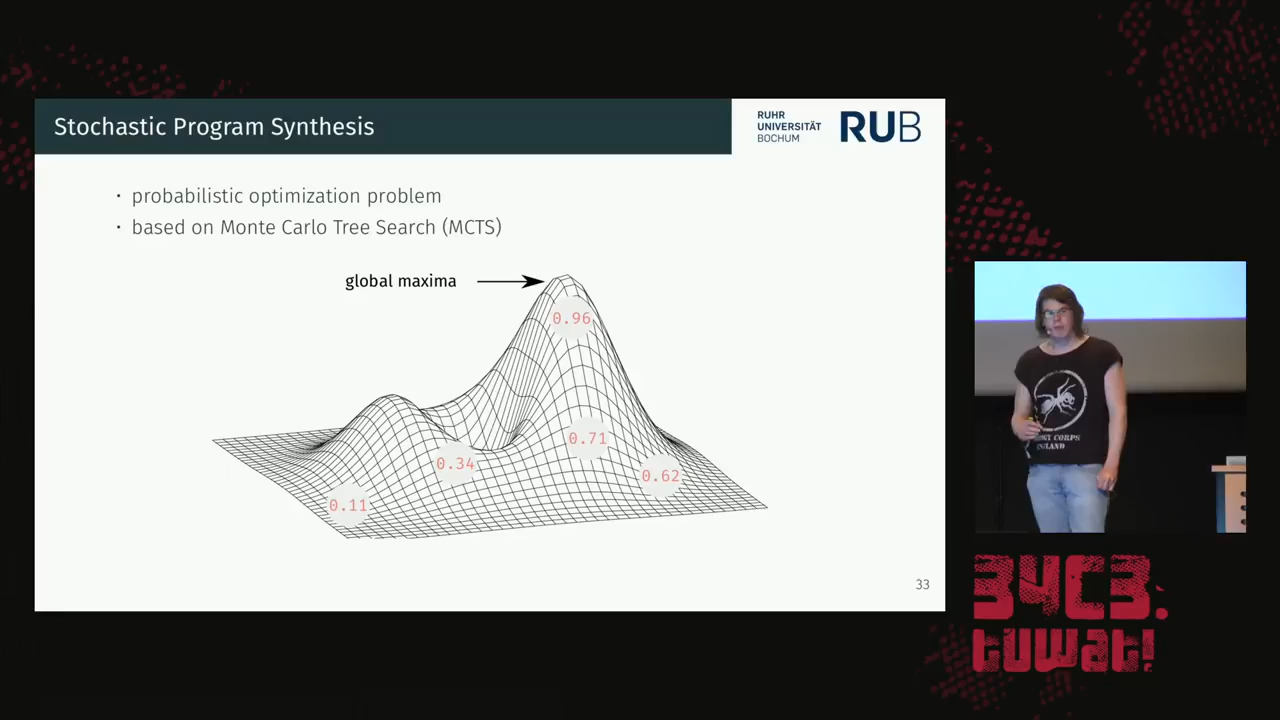 Stochastic Program Synthesis
RUHR
UNIVERSITÄT
BOCHUM
RUB
· probabilistic optimization problem
· based on Monte Carlo Tree Search (MCTS)
global maxima
0.96
0.71
0.34
0.62
0.11
33
CORPS
34C3.
tuwat!